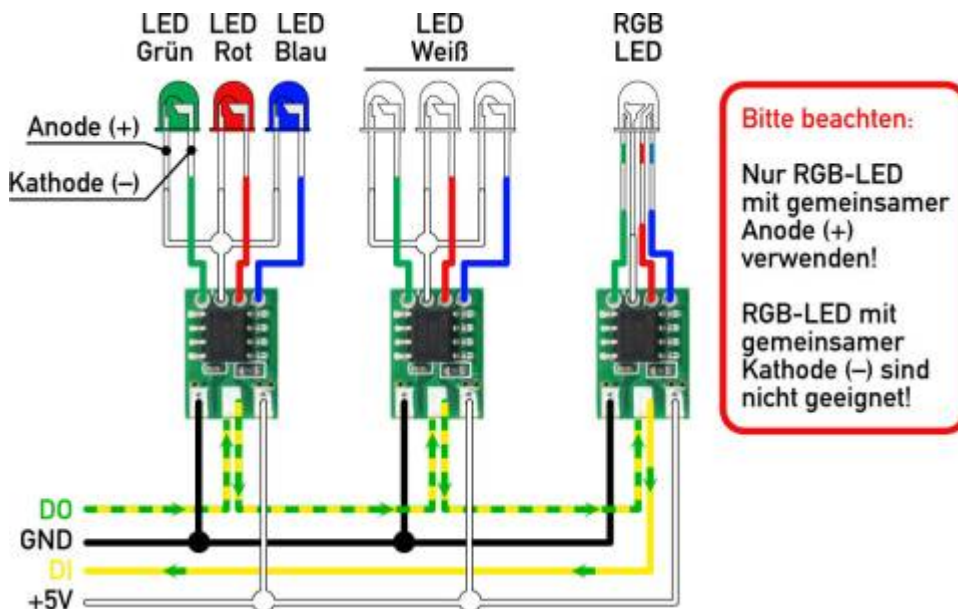 LED
Grün
LED
Rot
LED
Blau
LED
Weiß
RGB
LED
Anode (+)
Kathode (–)
Bitte beachten:
Nur RGB-LED
mit gemeinsamer
Anode (+)
verwenden!
RGB-LED mit
gemeinsamer
Kathode (–) sind
nicht geeignet!
DO
GND
DI
+5V